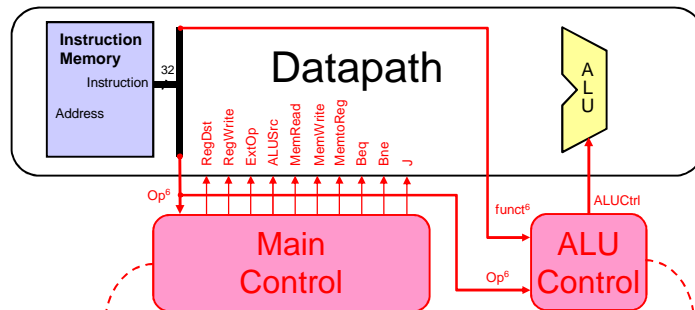 Instruction
Memory
Instruction
Address
32
Datapath
A
L
U
RegDst
RegWrite
ExtOp
ALUSrc
MemRead
MemWrite
MemtoReg
Beq
Bne
J
Op⁶
funct⁶
ALUCtrl
Main
Control
Op⁶
ALU
Control